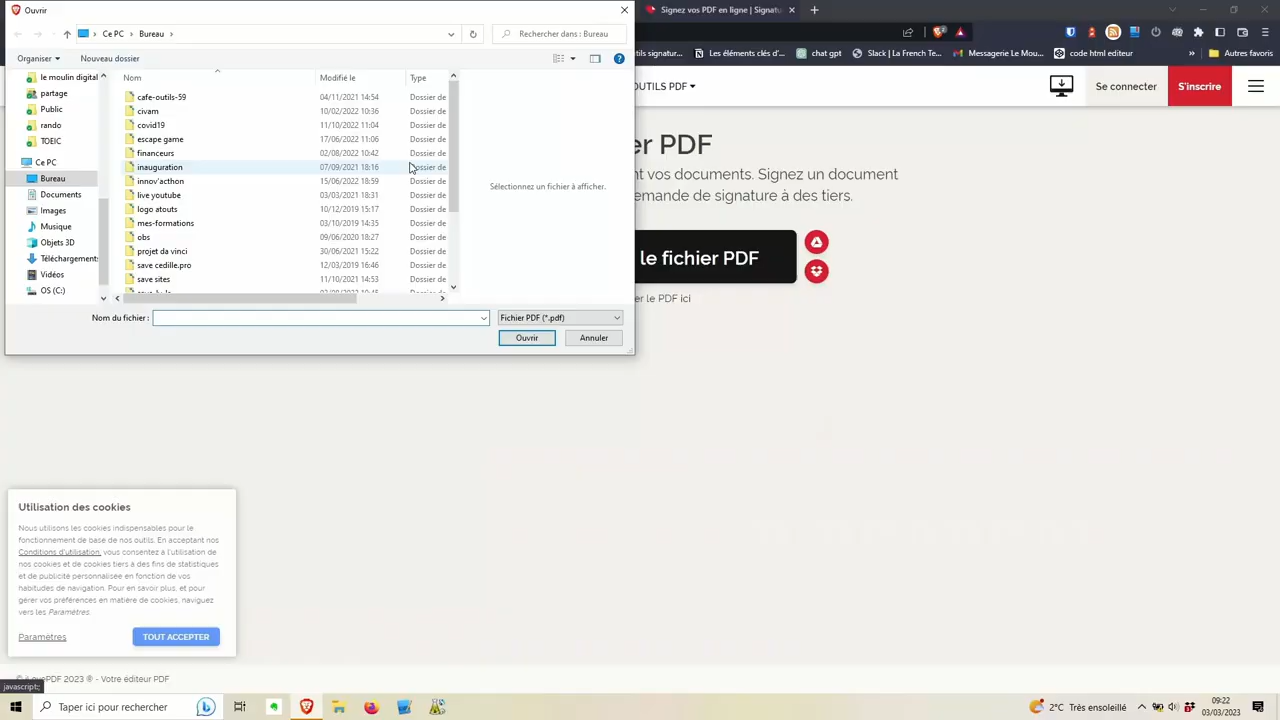 Ouvrir
Signez vos PDF en ligne | Signatu
Ce PC
Bureau
Rechercher dans : Bureau
utils signatur...
Les éléments clés d'...
chat gpt
Slack | La French Te...
Messagerie Le Mou...
code html editeur
»
Autres favoris
Organiser
Nouveau dossier
OUTILS PDF
Se connecter
S'inscrire
le moulin digital
partage
Public
rando
TOEIC
Ce PC
Bureau
Documents
Images
Musique
Objets 3D
Téléchargements
Vidéos
OS (C:)
Nom
Modifié le
Type
cafe-outils-59
04/11/2021 14:54
Dossier de
civam
10/02/2022 10:36
Dossier de
covid19
11/10/2022 11:04
Dossier de
escape game
17/06/2022 11:06
Dossier de
financeurs
02/08/2022 10:42
Dossier de
inauguration
07/09/2021 18:16
Dossier de
innov'acthon
15/06/2022 18:59
Dossier de
live youtube
03/03/2021 18:31
Dossier de
logo atouts
10/12/2019 15:17
Dossier de
mes-formations
03/10/2019 14:35
Dossier de
obs
09/06/2020 18:27
Dossier de
projet da vinci
30/06/2021 15:22
Dossier de
save cedille.pro
12/03/2019 16:46
Dossier de
save sites
11/10/2021 14:53
Dossier de
Sélectionnez un fichier à afficher.
Nom du fichier :
Fichier PDF (*.pdf)
Ouvrir
Annuler
er PDF
nt vos documents. Signez un document
emande de signature à des tiers.
le fichier PDF
er le PDF ici
Utilisation des cookies
Nous utilisons les cookies indispensables pour le
fonctionnement de base de nos outils. En acceptant nos
Conditions d'utilisation, vous consentez à l'utilisation de
nos cookies et de cookies tiers à des fins de statistiques
et de publicité personnalisée en fonction de vos
habitudes de navigation. Pour en savoir plus, et pour
gérer vos préférences en matière de cookies, naviguez
vers les Paramètres.
Paramètres
TOUT ACCEPTER
© iLovePDF 2023 ® - Votre éditeur PDF
javascript:;
Taper ici pour rechercher
2°C Très ensoleillé
09:22
03/03/2023